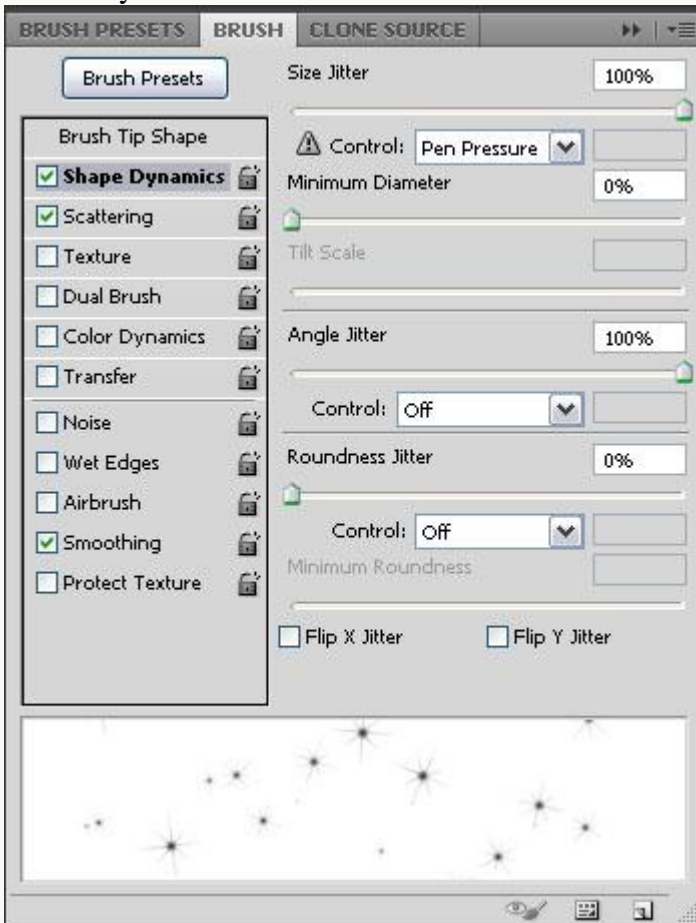 BRUSH PRESETS BRUSH CLONE SOURCE
Brush Presets
Brush Tip Shape
Shape Dynamics
Scattering
Texture
Dual Brush
Color Dynamics
Transfer
Noise
Wet Edges
Airbrush
Smoothing
Protect Texture
Size Jitter 100%
Control: Pen Pressure
Minimum Diameter 0%
Tilt Scale
Angle Jitter 100%
Control: Off
Roundness Jitter 0%
Control: Off
Minimum Roundness
Flip X Jitter Flip Y Jitter